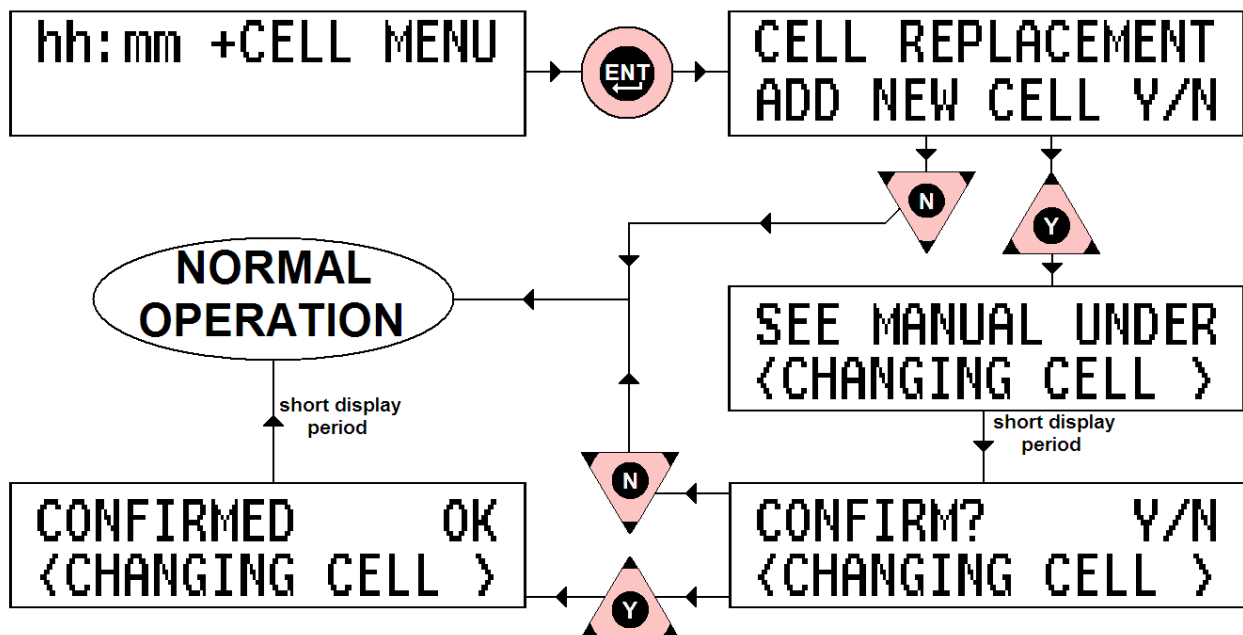 hh:mm +CELL MENU
ENT
CELL REPLACEMENT
ADD NEW CELL Y/N
N
Y
NORMAL
OPERATION
SEE MANUAL UNDER
<CHANGING CELL >
short display
period
short display
period
N
CONFIRMED OK
<CHANGING CELL >
Y
CONFIRM? Y/N
<CHANGING CELL >